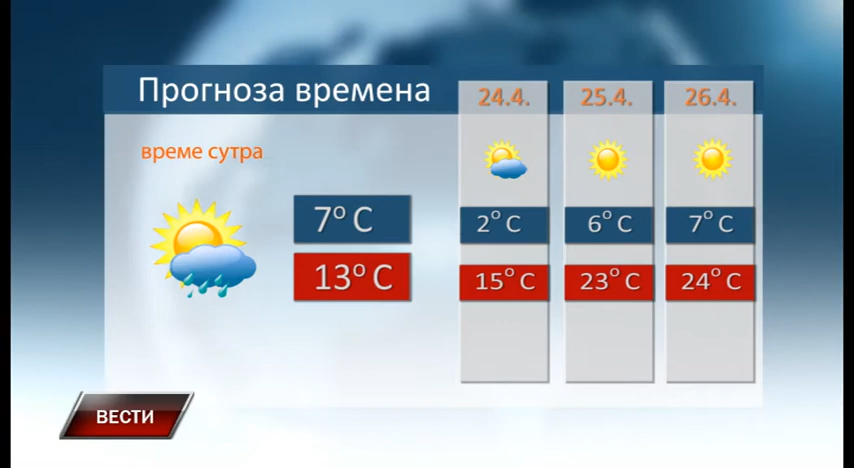 Прогноза времена
време сутра
7° C
13° C
24.4.
2° C
15° C
25.4.
6° C
23° C
26.4.
7° C
24° C
ВЕСТИ